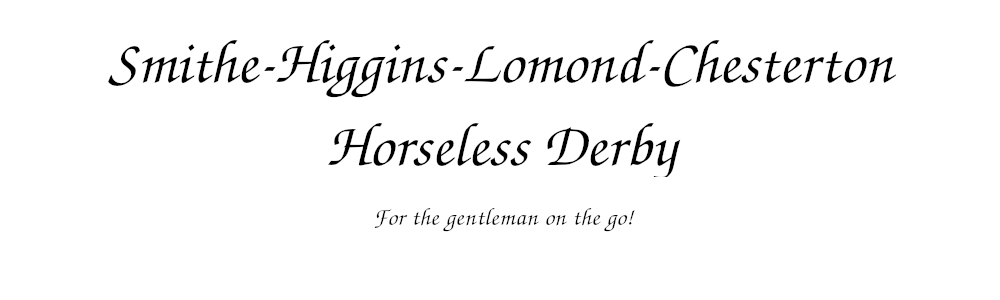 Smithe-Higgins-Lomond-Chesterton
Horseless Derby
For the gentleman on the go!